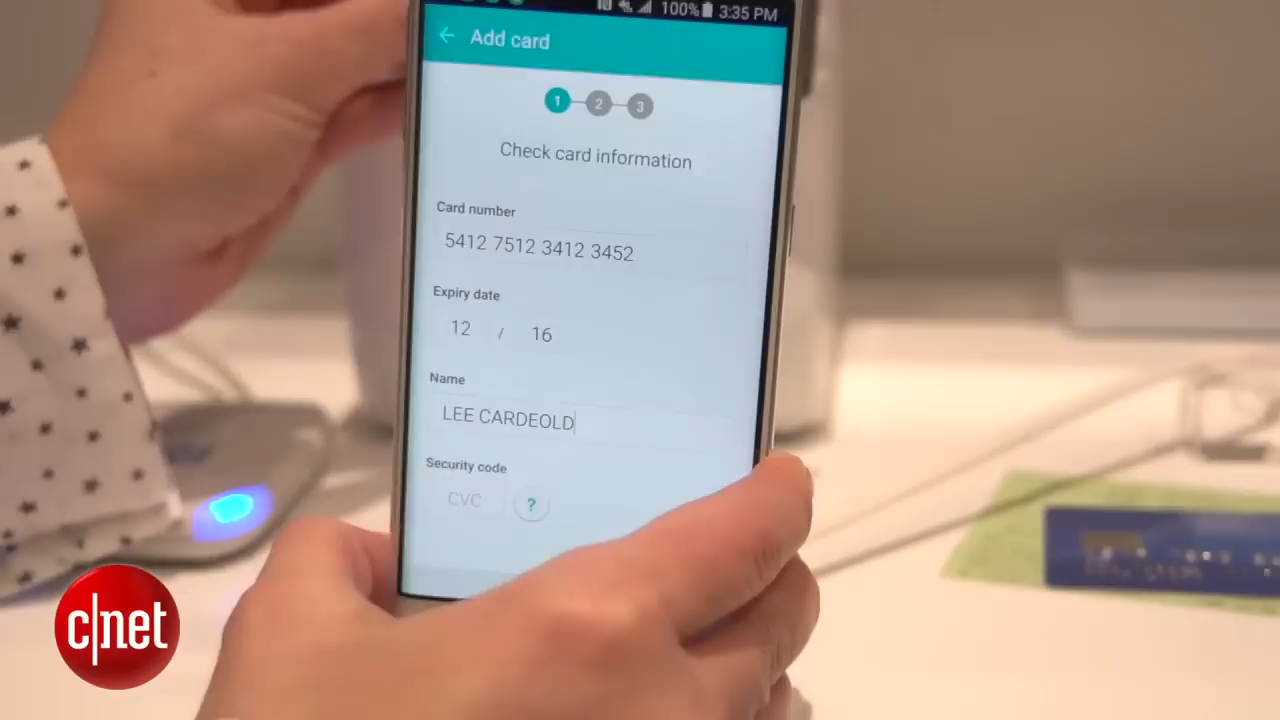 100% 3:35 PM
← Add card
1 2 3
Check card information
Card number
5412 7512 3412 3452
Expiry date
12 / 16
Name
LEE CARDEOLD
Security code
CVC ?
c|net